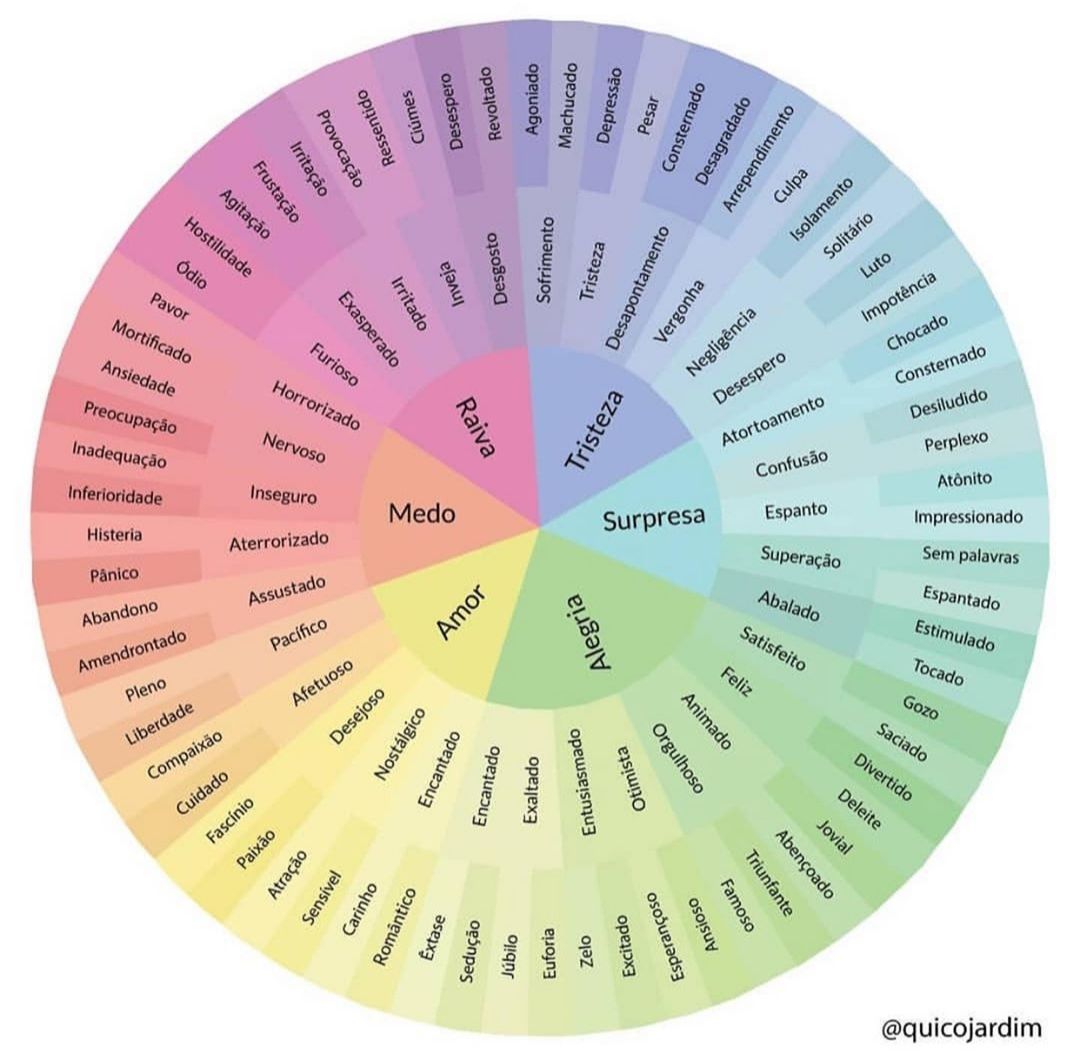 Raiva
Tristeza
Surpresa
Alegria
Amor
Medo
Sofrimento
Tristeza
Desapontamento
Vergonha
Negligência
Desespero
Atortoamento
Confusão
Espanto
Superação
Abalado
Satisfeito
Feliz
Animado
Orgulhoso
Otimista
Entusiasmado
Exaltado
Encantado
Encantado
Nostálgico
Desejoso
Afetuoso
Pacífico
Assustado
Aterrorizado
Inseguro
Nervoso
Horrorizado
Furioso
Exasperado
Irritado
Inveja
Desgosto
Agoniado
Machucado
Depressão
Pesar
Consternado
Desagradado
Arrependimento
Culpa
Isolamento
Solitário
Luto
Impotência
Chocado
Consternado
Desiludido
Perplexo
Atônito
Impressionado
Sem palavras
Espantado
Estimulado
Tocado
Gozo
Saciado
Divertido
Deleite
Jovial
Abençoado
Triunfante
Famoso
Ansioso
Esperançoso
Excitado
Zelo
Euforia
Júbilo
Sedução
Êxtase
Romântico
Carinho
Sensível
Atração
Paixão
Fascínio
Cuidado
Compaixão
Liberdade
Pleno
Amendrontado
Abandono
Pânico
Histeria
Inferioridade
Inadequação
Preocupação
Ansiedade
Mortificado
Pavor
Ódio
Hostilidade
Agitação
Frustação
Irritação
Provocação
Ressentido
Ciúmes
Desespero
Revoltado
@quicojardim